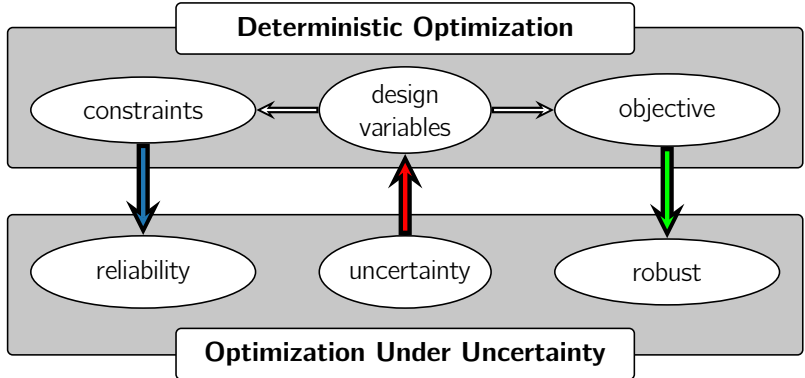 Deterministic Optimization
constraints
design
variables
objective
reliability
uncertainty
robust
Optimization Under Uncertainty